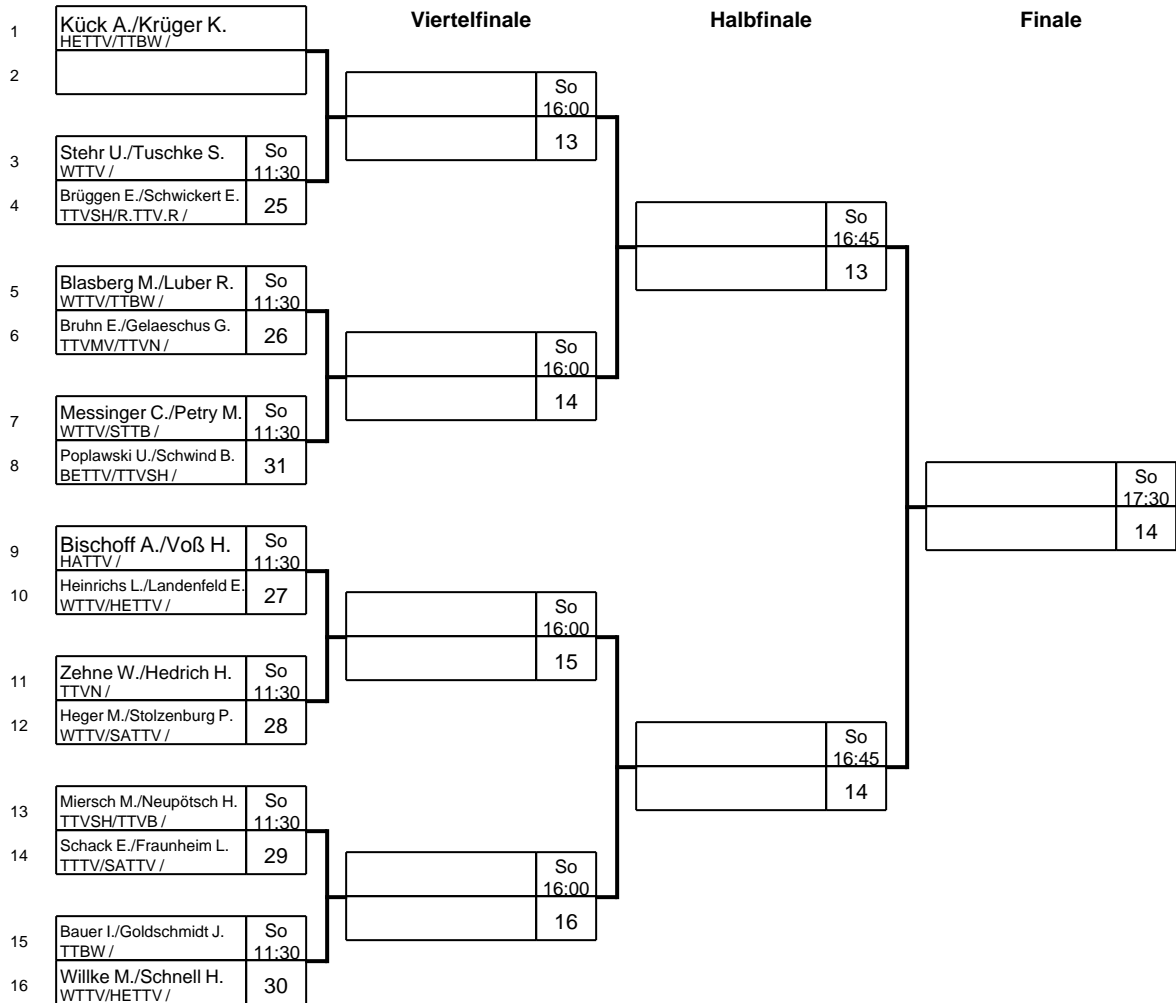 Viertelfinale
Halbfinale
Finale
1
Kück A./Krüger K.
HETTV/TTBW /
2
3
Stehr U./Tuschke S.
WTTV /
So
11:30
4
Brüggen E./Schwickert E.
TTVSH/R.TTV.R /
25
5
Blasberg M./Luber R.
WTTV/TTBW /
So
11:30
6
Bruhn E./Gelaeschus G.
TTVMV/TTVN /
26
7
Messinger C./Petry M.
WTTV/STTB /
So
11:30
8
Poplawski U./Schwind B.
BETTV/TTVSH /
31
9
Bischoff A./Voß H.
HATTV /
So
11:30
10
Heinrichs L./Landenfeld E.
WTTV/HETTV /
27
11
Zehne W./Hedrich H.
TTVN /
So
11:30
12
Heger M./Stolzenburg P.
WTTV/SATTV /
28
13
Miersch M./Neupötsch H.
TTVSH/TTVB /
So
11:30
14
Schack E./Fraunheim L.
TTTV/SATTV /
29
15
Bauer I./Goldschmidt J.
TTBW /
So
11:30
16
Willke M./Schnell H.
WTTV/HETTV /
30
So
16:00
13
So
16:00
14
So
16:00
15
So
16:00
16
So
16:45
13
So
16:45
14
So
17:30
14